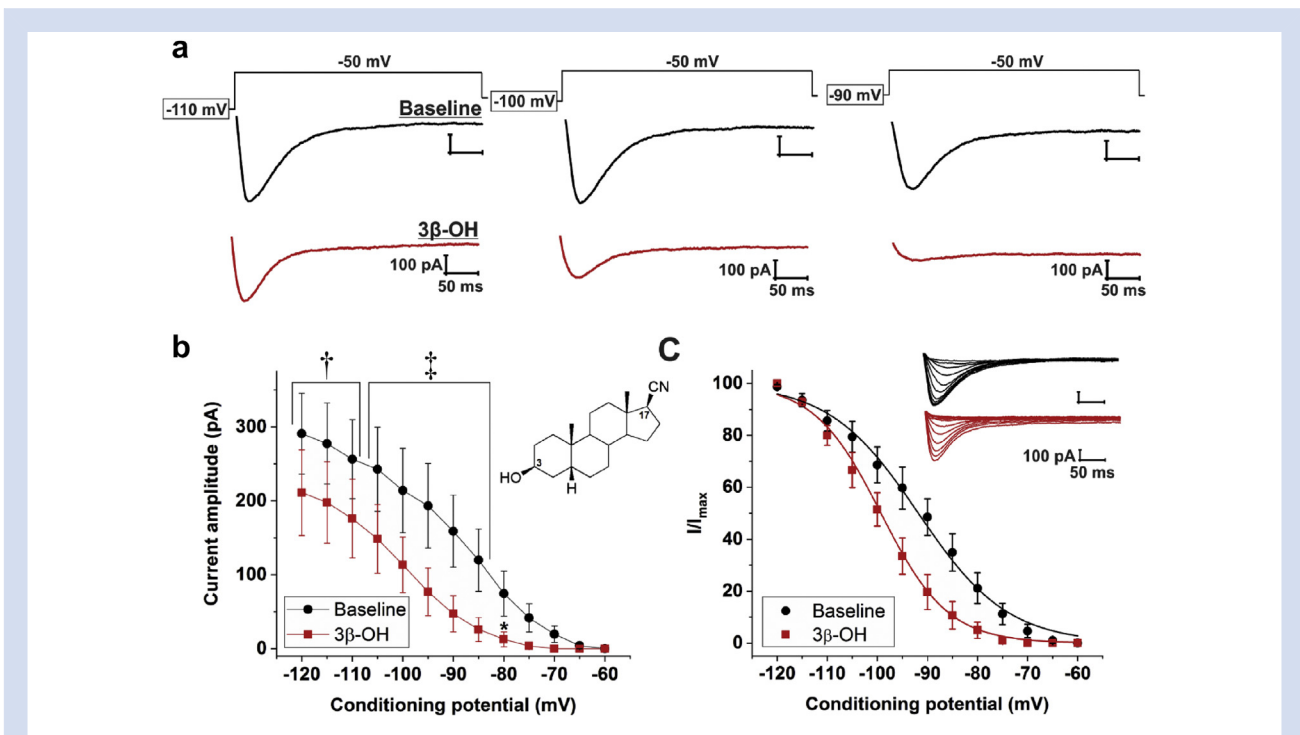 a
-50 mV
-50 mV
-50 mV
-110 mV
-100 mV
-90 mV
Baseline
3β-OH
100 pA
50 ms
100 pA
50 ms
100 pA
50 ms
b
†
‡
Current amplitude (pA)
300
200
100
0
CN
17
3
HO
H
*
Baseline
3β-OH
-120
-110
-100
-90
-80
-70
-60
Conditioning potential (mV)
C
100 pA
50 ms
I/Imax
100
80
60
40
20
0
Baseline
3β-OH
-120
-110
-100
-90
-80
-70
-60
Conditioning potential (mV)